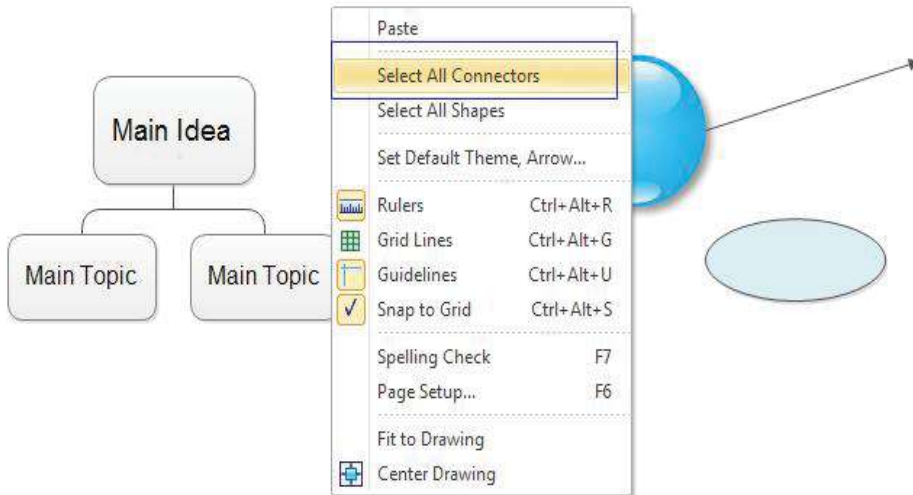 Main Idea
Main Topic
Main Topic
Paste
Select All Connectors
Select All Shapes
Set Default Theme, Arrow...
Rulers Ctrl+Alt+R
Grid Lines Ctrl+Alt+G
Guidelines Ctrl+Alt+U
Snap to Grid Ctrl+Alt+S
Spelling Check F7
Page Setup... F6
Fit to Drawing
Center Drawing